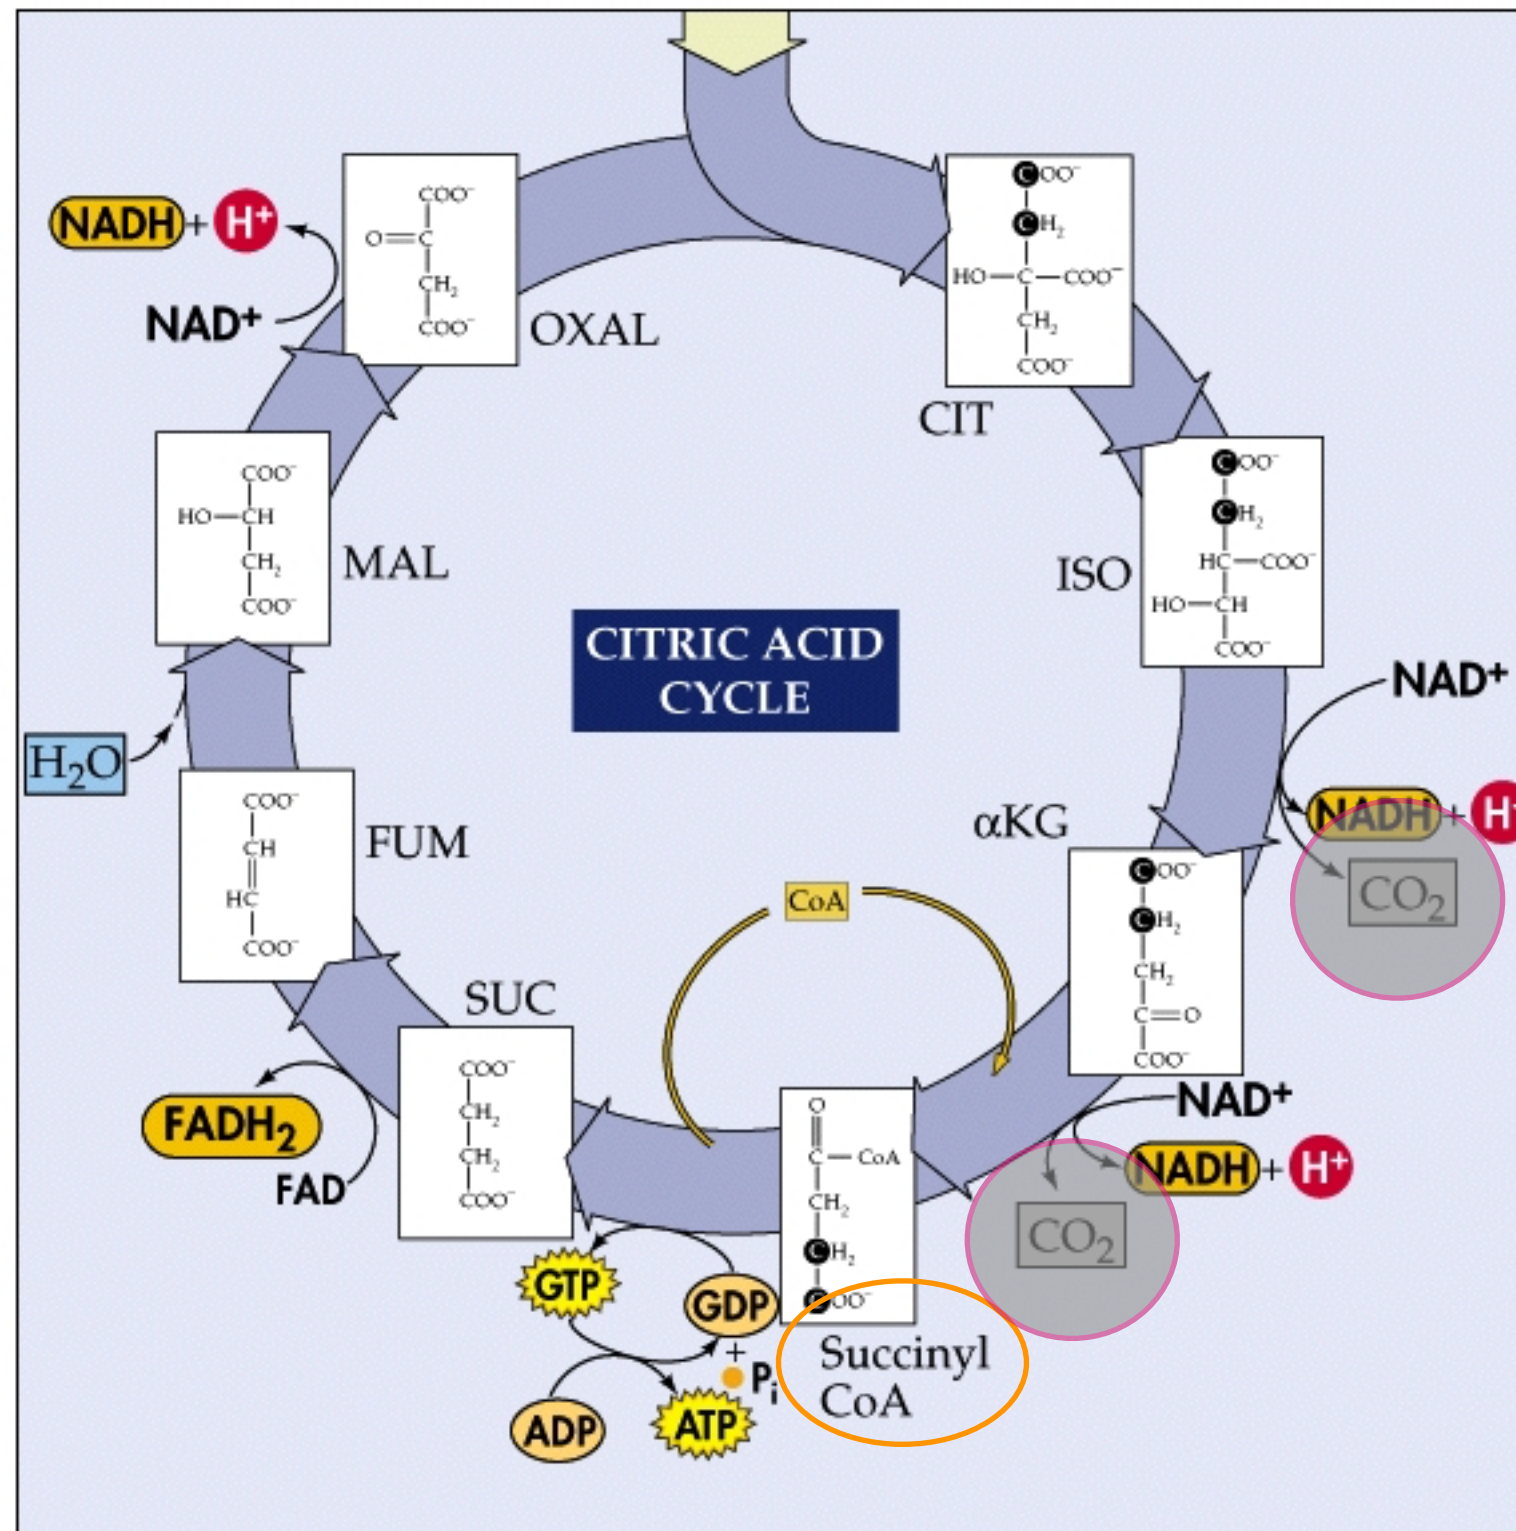 COO⁻
O=C
CH₂
COO⁻
OXAL
NADH + H⁺
NAD⁺
COO⁻
CH₂
HO—C—COO⁻
CH₂
COO⁻
CIT
COO⁻
CH₂
HC—COO⁻
HO—CH
COO⁻
ISO
NAD⁺
NADH + H⁺
CO₂
αKG
COO⁻
CH₂
CH₂
C=O
COO⁻
NAD⁺
NADH + H⁺
CO₂
CoA
O
C—CoA
CH₂
CH₂
COO⁻
Succinyl
CoA
GTP
GDP
+
Pᵢ
ADP
ATP
SUC
COO⁻
CH₂
CH₂
COO⁻
FADH₂
FAD
FUM
COO⁻
CH
HC
COO⁻
H₂O
MAL
COO⁻
HO—CH
CH₂
COO⁻
CITRIC ACID
CYCLE